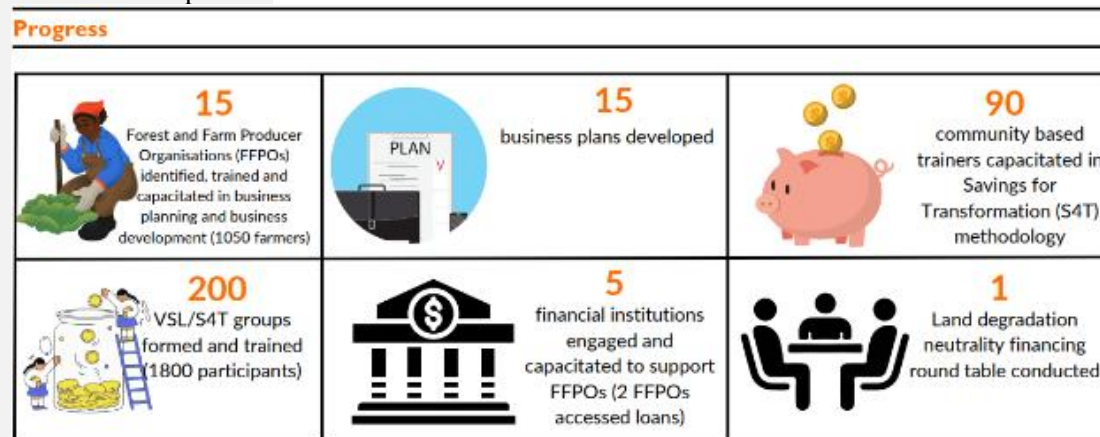 Progress
15
Forest and Farm Producer
Organisations (FFPOs)
identified, trained and
capacitated in business
planning and business
development (1050 farmers)
PLAN
15
business plans developed
90
community based
trainers capacitated in
Savings for
Transformation (S4T)
methodology
200
VSL/S4T groups
formed and trained
(1800 participants)
$
5
financial institutions
engaged and
capacitated to support
FFPOs (2 FFPOs
accessed loans)
1
Land degradation
neutrality financing
round table conducted